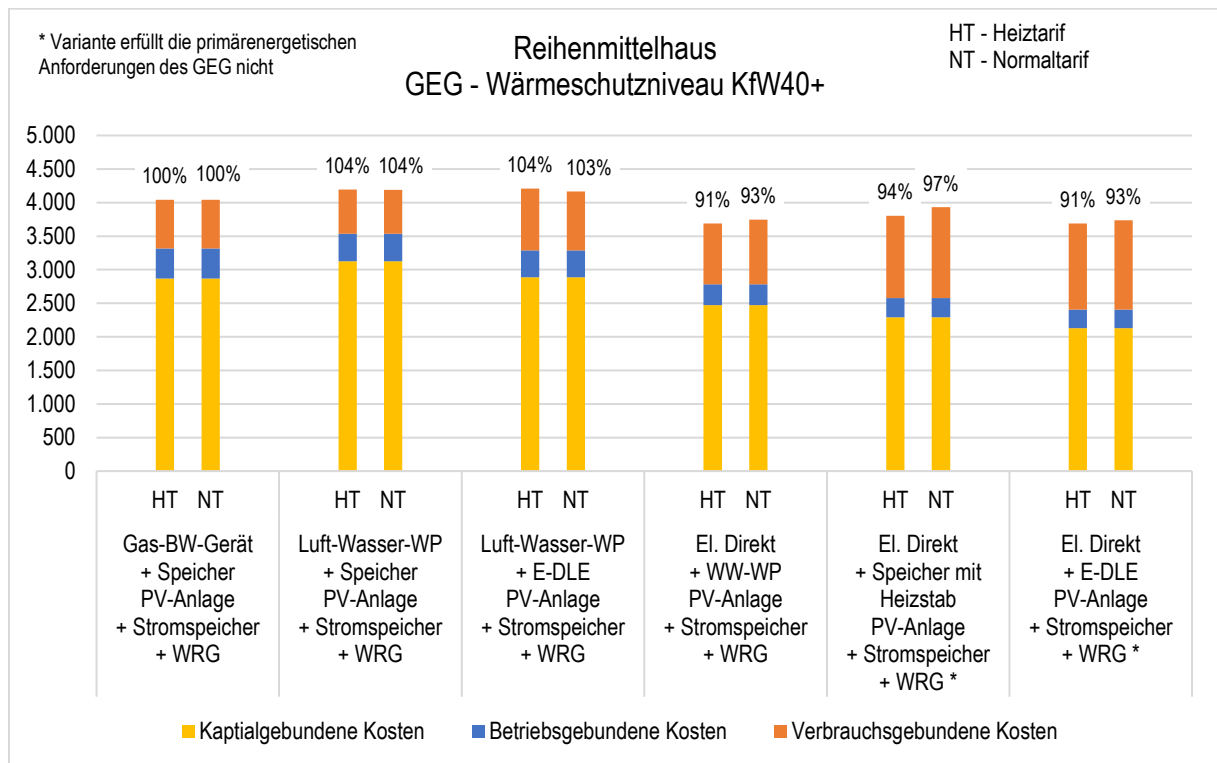 * Variante erfüllt die primärenergetischen
Anforderungen des GEG nicht
Reihenmittelhaus
GEG - Wärmeschutzniveau KfW40+
HT - Heiztarif
NT - Normaltarif
5.000
4.500
4.000
3.500
3.000
2.500
2.000
1.500
1.000
500
0
100% 100%
104% 104%
104% 103%
91% 93%
94% 97%
91% 93%
HT NT HT NT HT NT HT NT HT NT HT NT
Gas-BW-Gerät
+ Speicher
PV-Anlage
+ Stromspeicher
+ WRG
Luft-Wasser-WP
+ Speicher
PV-Anlage
+ Stromspeicher
+ WRG
Luft-Wasser-WP
+ E-DLE
PV-Anlage
+ Stromspeicher
+ WRG
El. Direkt
+ WW-WP
PV-Anlage
+ Stromspeicher
+ WRG
El. Direkt
+ Speicher mit
Heizstab
PV-Anlage
+ Stromspeicher
+ WRG *
El. Direkt
+ E-DLE
PV-Anlage
+ Stromspeicher
+ WRG *
Kaptialgebundene Kosten
Betriebsgebundene Kosten
Verbrauchsgebundene Kosten